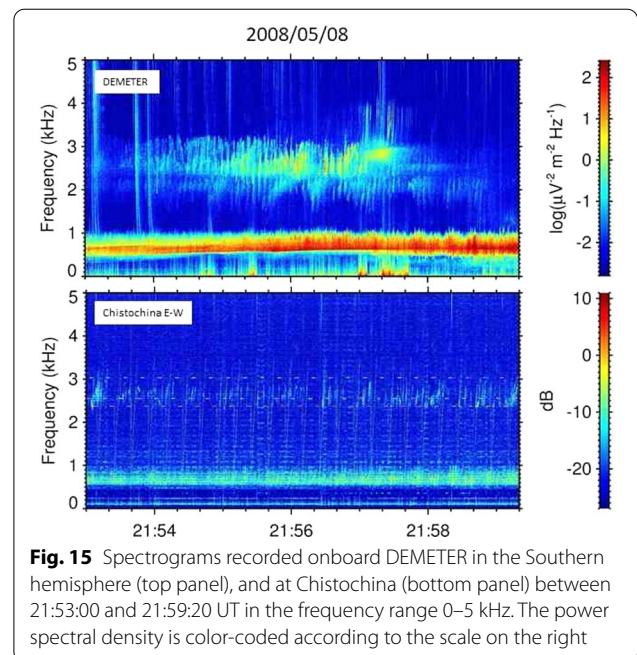 2008/05/08
DEMETER
Frequency (kHz)
5
4
3
2
1
0
log(μV⁻² m⁻² Hz⁻¹)
2
1
0
-1
-2
Chistochina E-W
Frequency (kHz)
5
4
3
2
1
0
dB
10
0
-10
-20
21:54
21:56
21:58
Fig. 15 Spectrograms recorded onboard DEMETER in the Southern
hemisphere (top panel), and at Chistochina (bottom panel) between
21:53:00 and 21:59:20 UT in the frequency range 0–5 kHz. The power
spectral density is color-coded according to the scale on the right